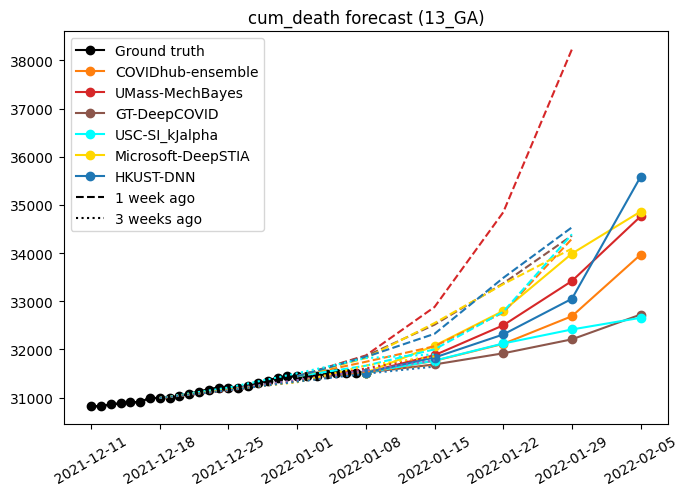 cum_death forecast (13_GA)
38000
37000
36000
35000
34000
33000
32000
31000
Ground truth
COVIDhub-ensemble
UMass-MechBayes
GT-DeepCOVID
USC-SI_kJalpha
Microsoft-DeepSTIA
HKUST-DNN
1 week ago
3 weeks ago
2021-12-11
2021-12-18
2021-12-25
2022-01-01
2022-01-08
2022-01-15
2022-01-22
2022-01-29
2022-02-05